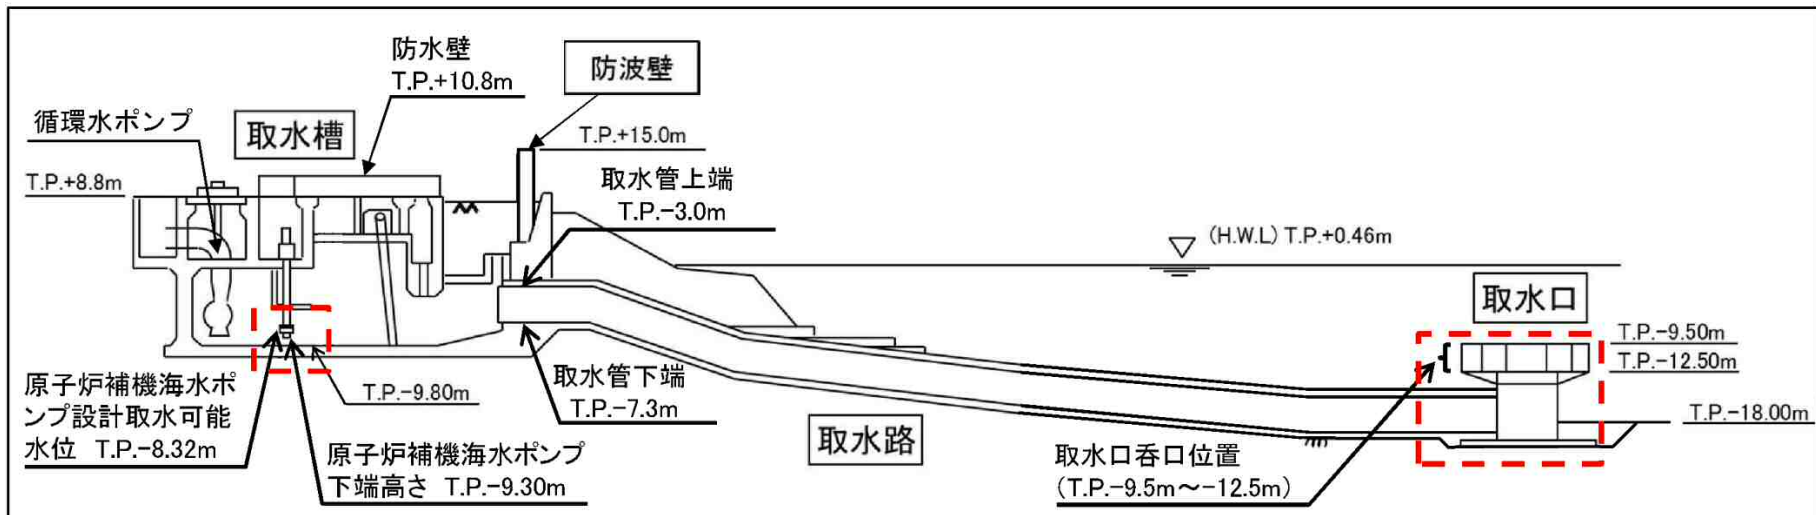 防水壁
T.P.+10.8m
防波壁
循環水ポンプ
取水槽
T.P.+15.0m
T.P.+8.8m
取水管上端
T.P.−3.0m
(H.W.L) T.P.+0.46m
取水口
T.P.−9.50m
T.P.−12.50m
原子炉補機海水ポ
ンプ設計取水可能
水位 T.P.−8.32m
T.P.−9.80m
取水管下端
T.P.−7.3m
T.P.−18.00m
原子炉補機海水ポンプ
下端高さ T.P.−9.30m
取水路
取水口呑口位置
(T.P.−9.5m～−12.5m)